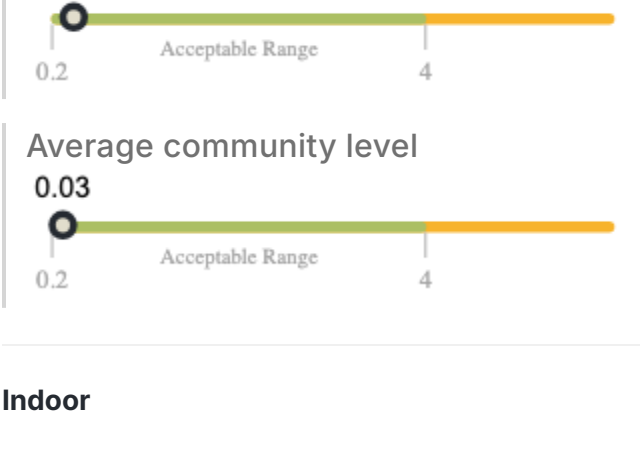 Acceptable Range
0.2 4
Average community level
0.03
Acceptable Range
0.2 4
Indoor